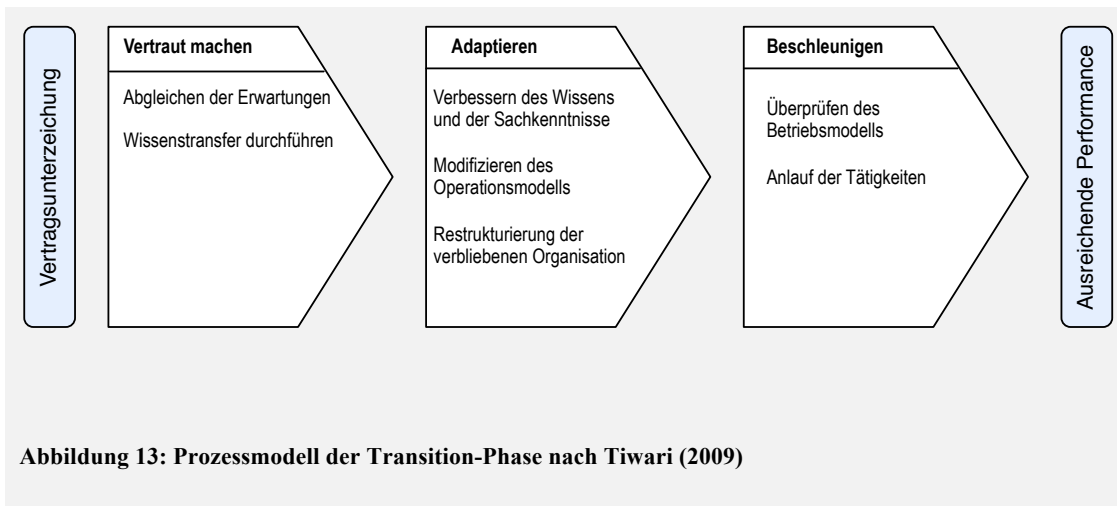 Vertragsunterzeichung
Vertraut machen
Abgleichen der Erwartungen
Wissenstransfer durchführen
Adaptieren
Verbessern des Wissens
und der Sachkenntnisse
Modifizieren des
Operationsmodells
Restrukturierung der
verbliebenen Organisation
Beschleunigen
Überprüfen des
Betriebsmodells
Anlauf der Tätigkeiten
Ausreichende Performance
Abbildung 13: Prozessmodell der Transition-Phase nach Tiwari (2009)